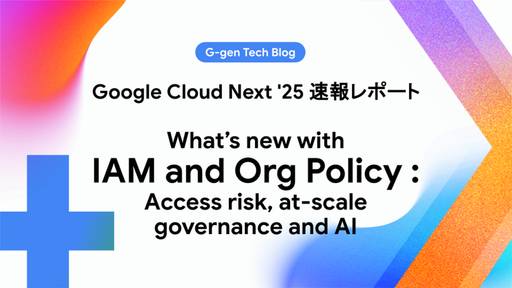 G-gen Tech Blog
Google Cloud Next '25 速報レポート
What's new with
IAM and Org Policy :
Access risk, at-scale
governance and AI